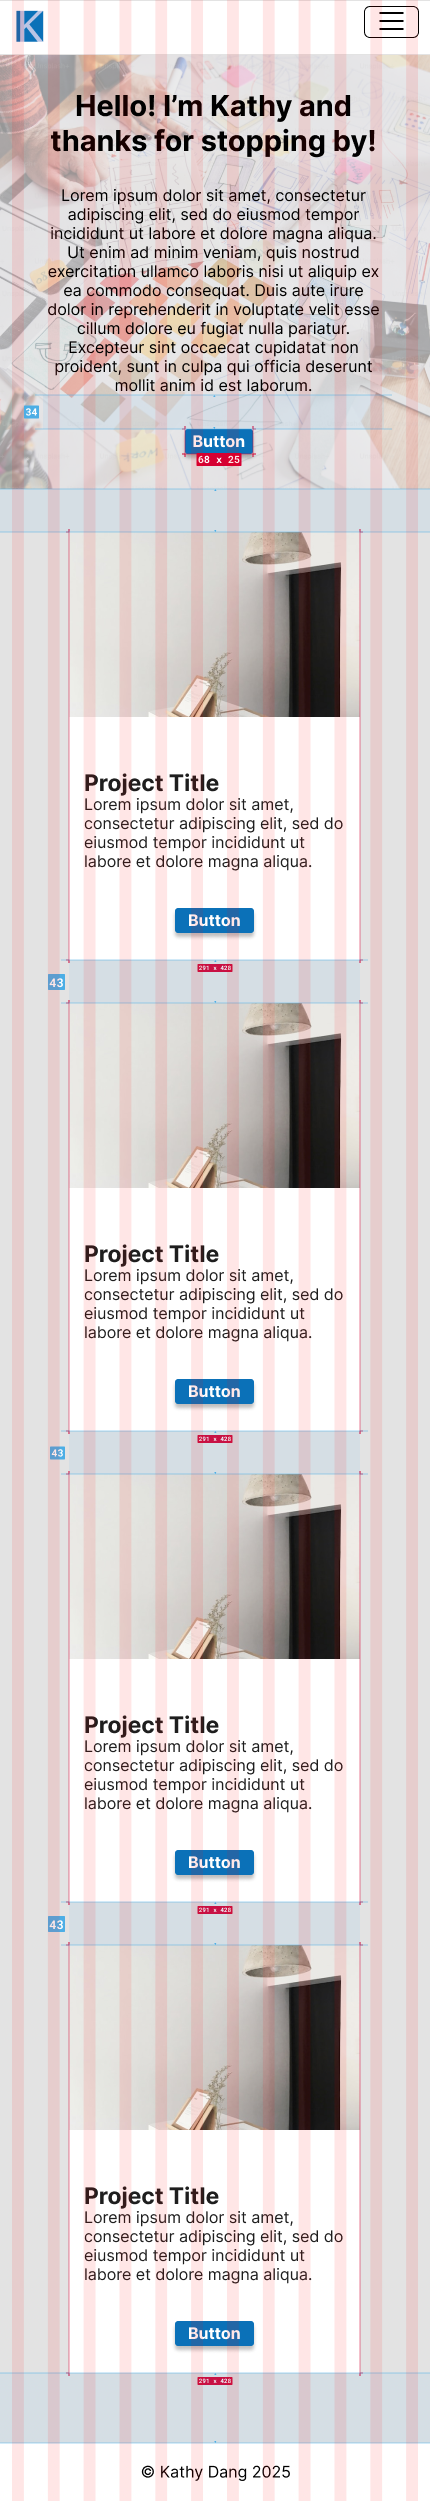 K
Hello! I’m Kathy and
thanks for stopping by!
Lorem ipsum dolor sit amet, consectetur
adipiscing elit, sed do eiusmod tempor
incididunt ut labore et dolore magna aliqua.
Ut enim ad minim veniam, quis nostrud
exercitation ullamco laboris nisi ut aliquip ex
ea commodo consequat. Duis aute irure
dolor in reprehenderit in voluptate velit esse
cillum dolore eu fugiat nulla pariatur.
Excepteur sint occaecat cupidatat non
proident, sunt in culpa qui officia deserunt
mollit anim id est laborum.
34
Button
68 x 25
Project Title
Lorem ipsum dolor sit amet,
consectetur adipiscing elit, sed do
eiusmod tempor incididunt ut
labore et dolore magna aliqua.
Button
291 x 428
43
Project Title
Lorem ipsum dolor sit amet,
consectetur adipiscing elit, sed do
eiusmod tempor incididunt ut
labore et dolore magna aliqua.
Button
291 x 428
43
Project Title
Lorem ipsum dolor sit amet,
consectetur adipiscing elit, sed do
eiusmod tempor incididunt ut
labore et dolore magna aliqua.
Button
291 x 428
43
Project Title
Lorem ipsum dolor sit amet,
consectetur adipiscing elit, sed do
eiusmod tempor incididunt ut
labore et dolore magna aliqua.
Button
291 x 428
© Kathy Dang 2025